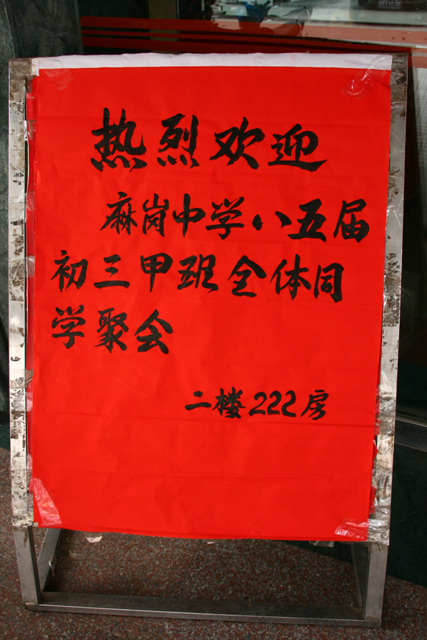 热烈欢迎
麻岗中学八五届
初三甲班全体同
学聚会
二楼222房